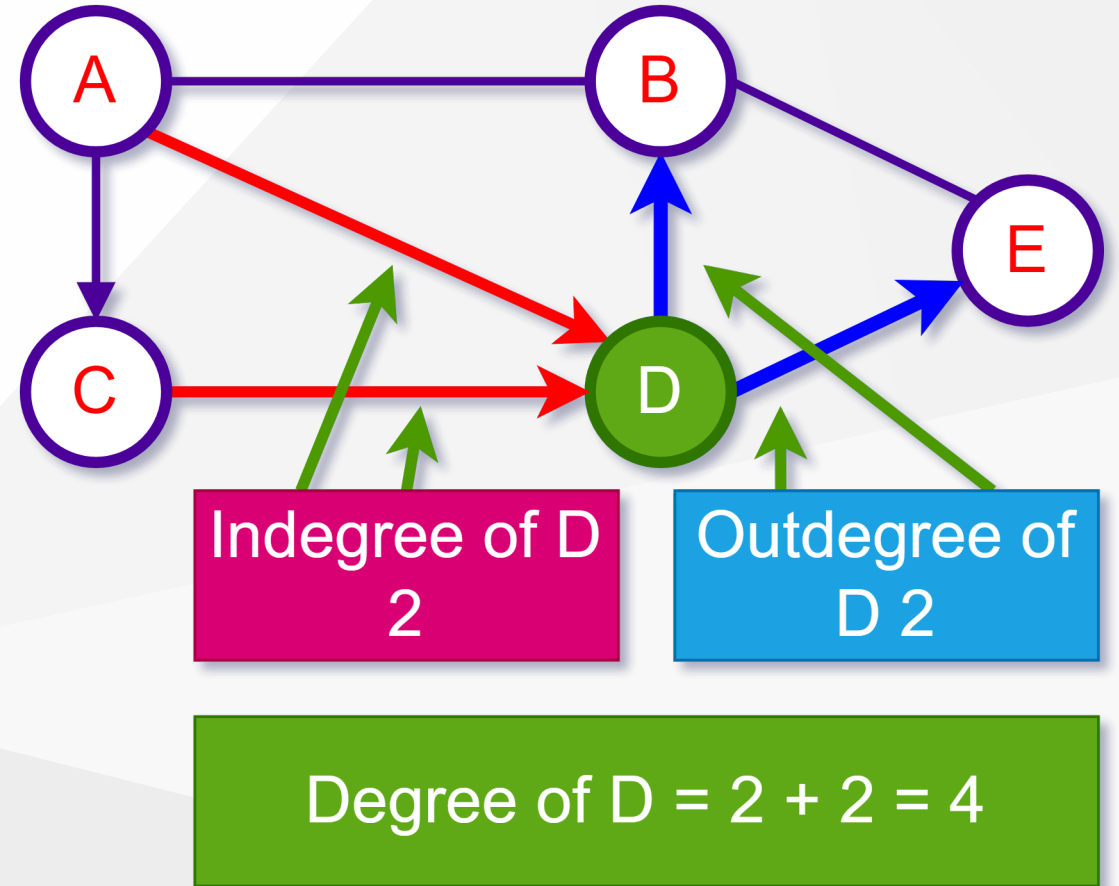 A
B
E
C
D
Indegree of D
2
Outdegree of
D 2
Degree of D = 2 + 2 = 4